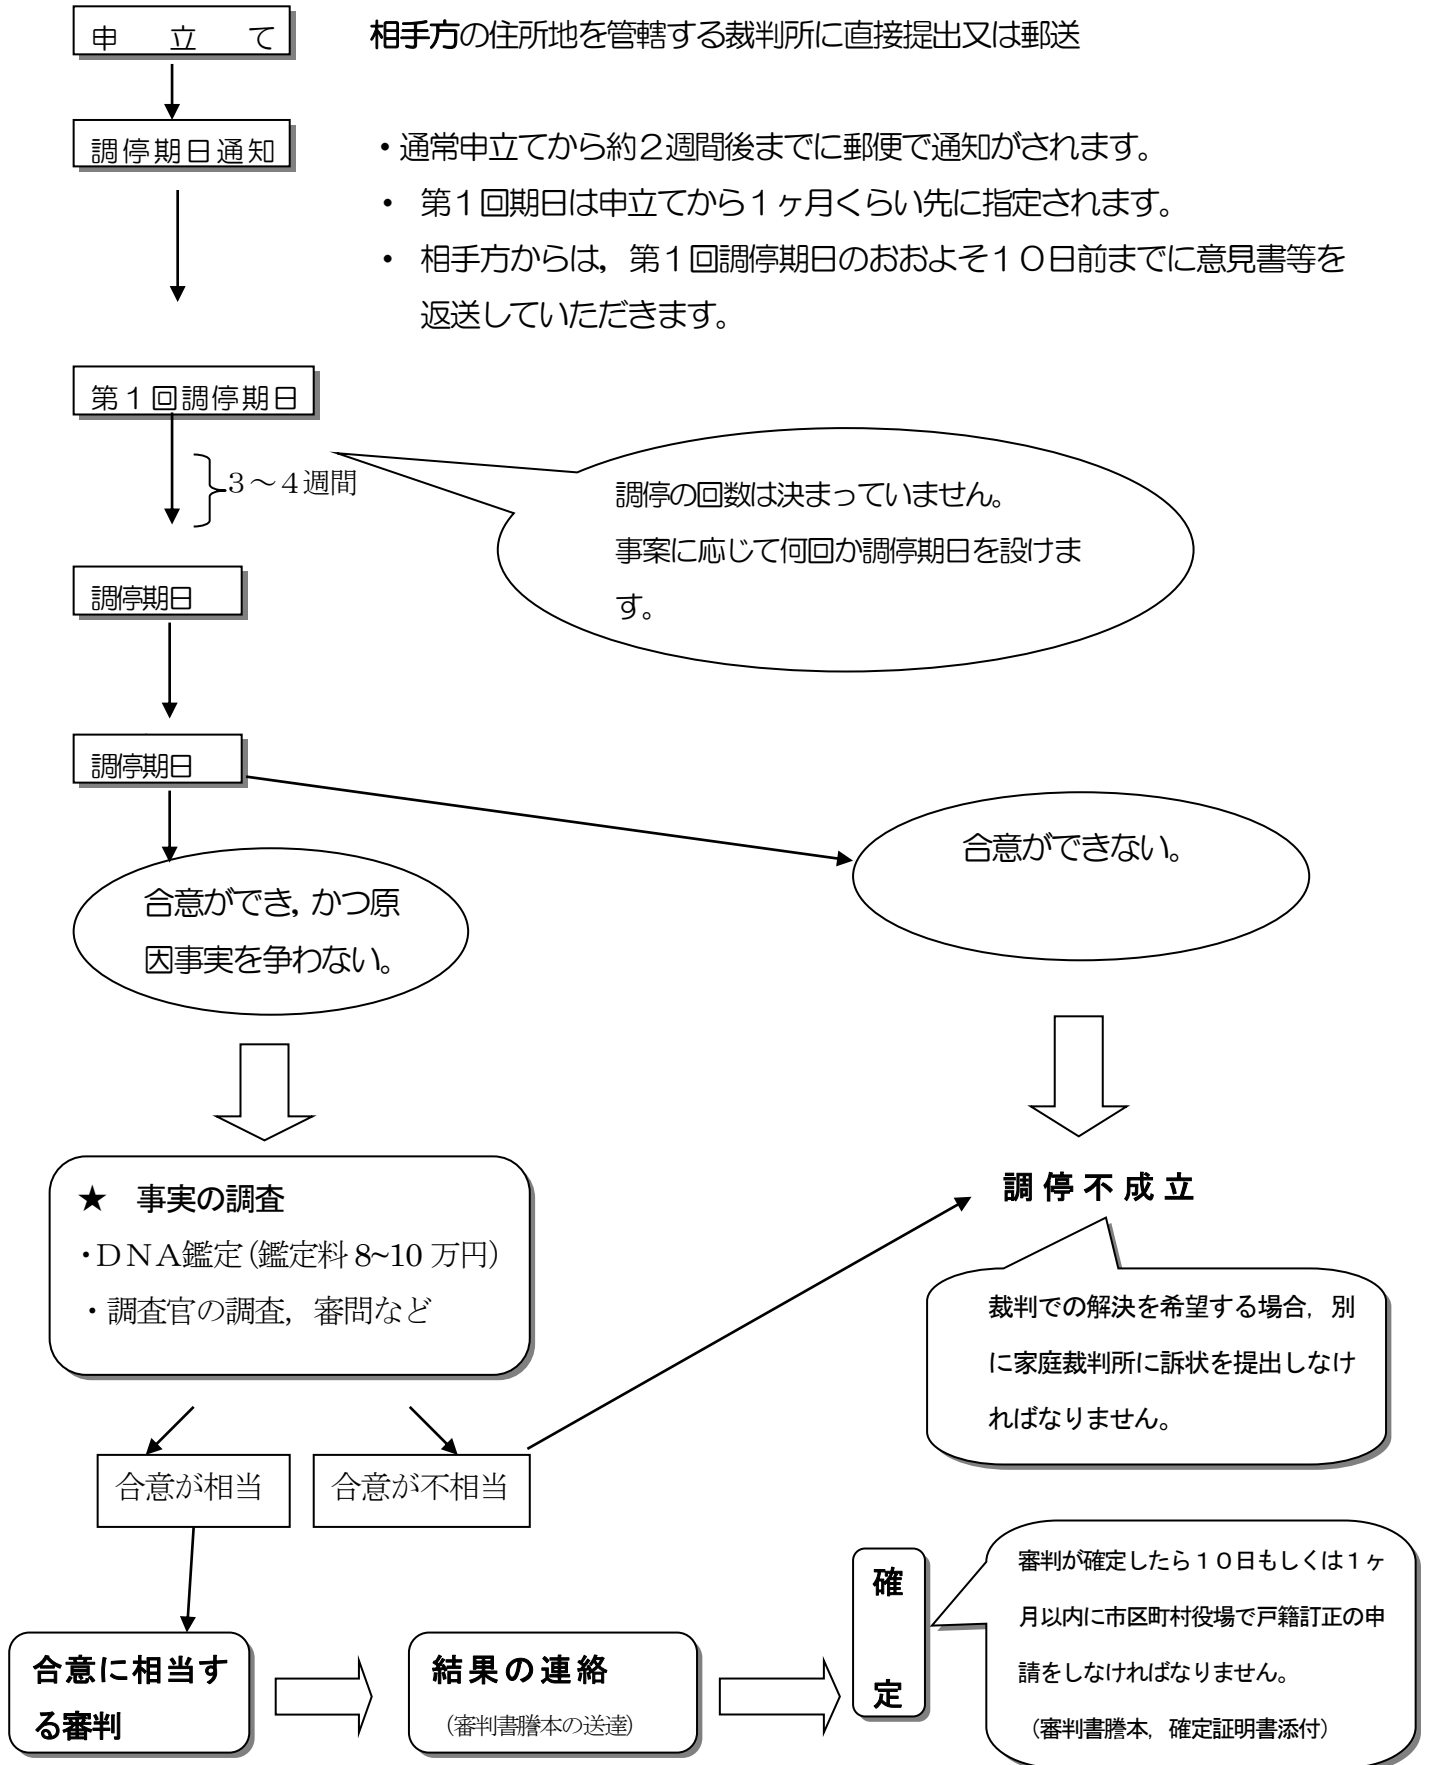 申　立　て
相手方の住所地を管轄する裁判所に直接提出又は郵送
調停期日通知
・通常申立てから約２週間後までに郵便で通知がされます。
・　第１回期日は申立てから１ヶ月くらい先に指定されます。
・　相手方からは，第１回調停期日のおおよそ１０日前までに意見書等を
返送していただきます。
第１回調停期日
３～４週間
調停の回数は決まっていません。
事案に応じて何回か調停期日を設けま
す。
調停期日
調停期日
合意ができ，かつ原
因事実を争わない。
合意ができない。
★　事実の調査
・ＤＮＡ鑑定（鑑定料 8~10 万円）
・調査官の調査，審問など
調停不成立
裁判での解決を希望する場合，別
に家庭裁判所に訴状を提出しなけ
ればなりません。
合意が相当
合意が不相当
合意に相当す
る審判
結果の連絡
（審判書謄本の送達）
確
定
審判が確定したら１０日もしくは１ヶ
月以内に市区町村役場で戸籍訂正の申
請をしなければなりません。
（審判書謄本，確定証明書添付）